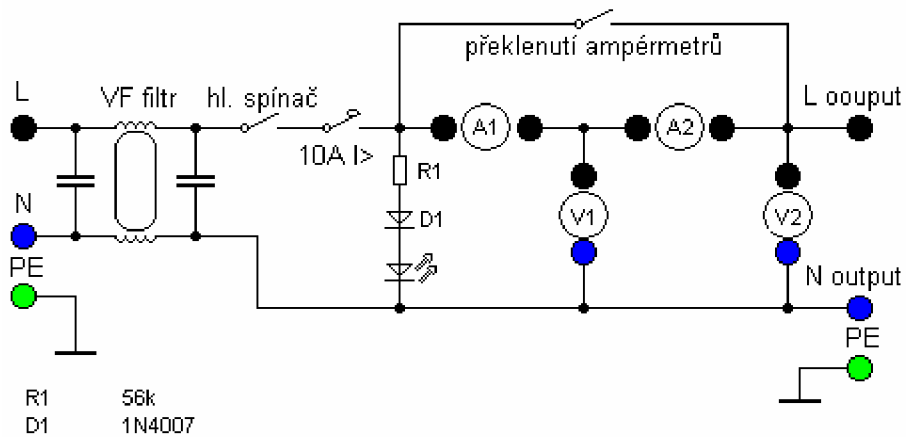 překlenutí ampérmetrů
L
VF filtr
hl. spínač
L oouput
A1
A2
10A I>
R1
N
D1
V1
V2
PE
N output
PE
R1 56k
D1 1N4007